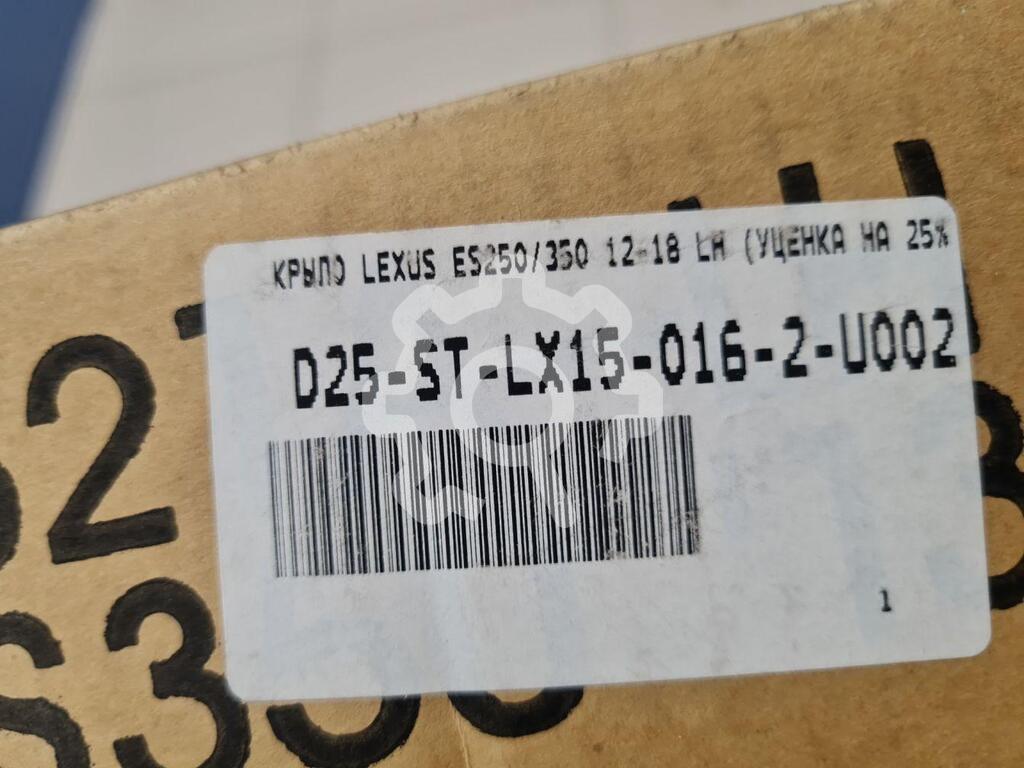 КРЫЛО LEXUS ES250/350 12-18 LH (УЦЕНКА НА 25%
D25-ST-LX15-016-2-U002
1